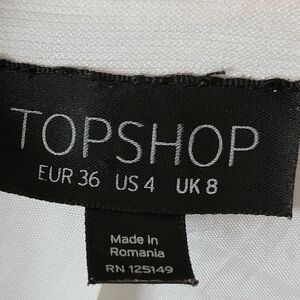 TOPSHOP
EUR 36 US 4 UK 8
Made in
Romania
RN 125149